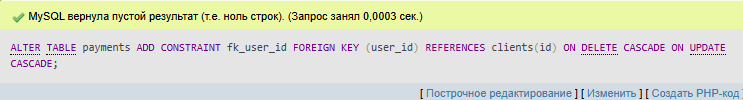 MySQL вернула пустой результат (т.е. ноль строк). (Запрос занял 0,0003 сек.)
ALTER TABLE payments ADD CONSTRAINT fk_user_id FOREIGN KEY (user_id) REFERENCES clients(id) ON DELETE CASCADE ON UPDATE
CASCADE;
[ Построчное редактирование ] [ Изменить ] [ Создать PHP-код ]